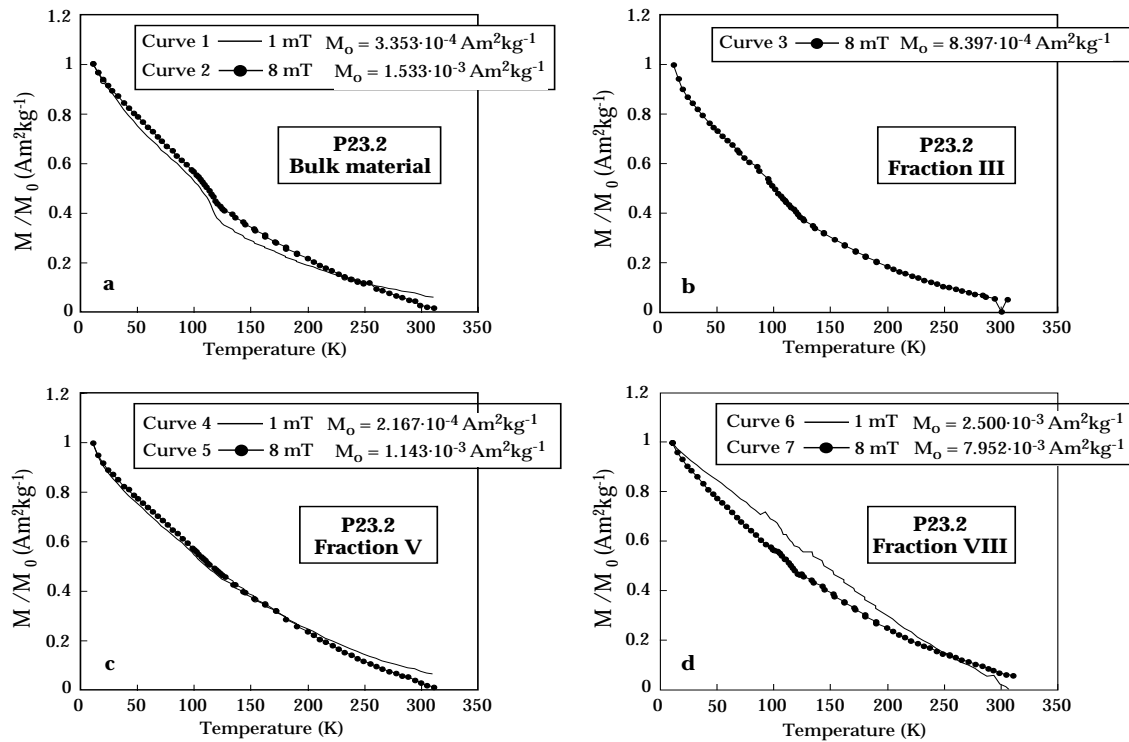 1.2
1
0.8
0.6
0.4
0.2
0
M /M₀ (Am²kg⁻¹)
Curve 1 1 mT Mₒ = 3.353·10⁻⁴ Am²kg⁻¹
Curve 2 8 mT Mₒ = 1.533·10⁻³ Am²kg⁻¹
P23.2
Bulk material
a
0 50 100 150 200 250 300 350
Temperature (K)
1.2
1
0.8
0.6
0.4
0.2
0
M /M₀ (Am²kg⁻¹)
Curve 3 8 mT Mₒ = 8.397·10⁻⁴ Am²kg⁻¹
P23.2
Fraction III
b
0 50 100 150 200 250 300 350
Temperature (K)
1.2
1
0.8
0.6
0.4
0.2
0
M /M₀ (Am²kg⁻¹)
Curve 4 1 mT Mₒ = 2.167·10⁻⁴ Am²kg⁻¹
Curve 5 8 mT Mₒ = 1.143·10⁻³ Am²kg⁻¹
P23.2
Fraction V
c
0 50 100 150 200 250 300 350
Temperature (K)
1.2
1
0.8
0.6
0.4
0.2
0
M /M₀ (Am²kg⁻¹)
Curve 6 1 mT Mₒ = 2.500·10⁻³ Am²kg⁻¹
Curve 7 8 mT Mₒ = 7.952·10⁻³ Am²kg⁻¹
P23.2
Fraction VIII
d
0 50 100 150 200 250 300 350
Temperature (K)